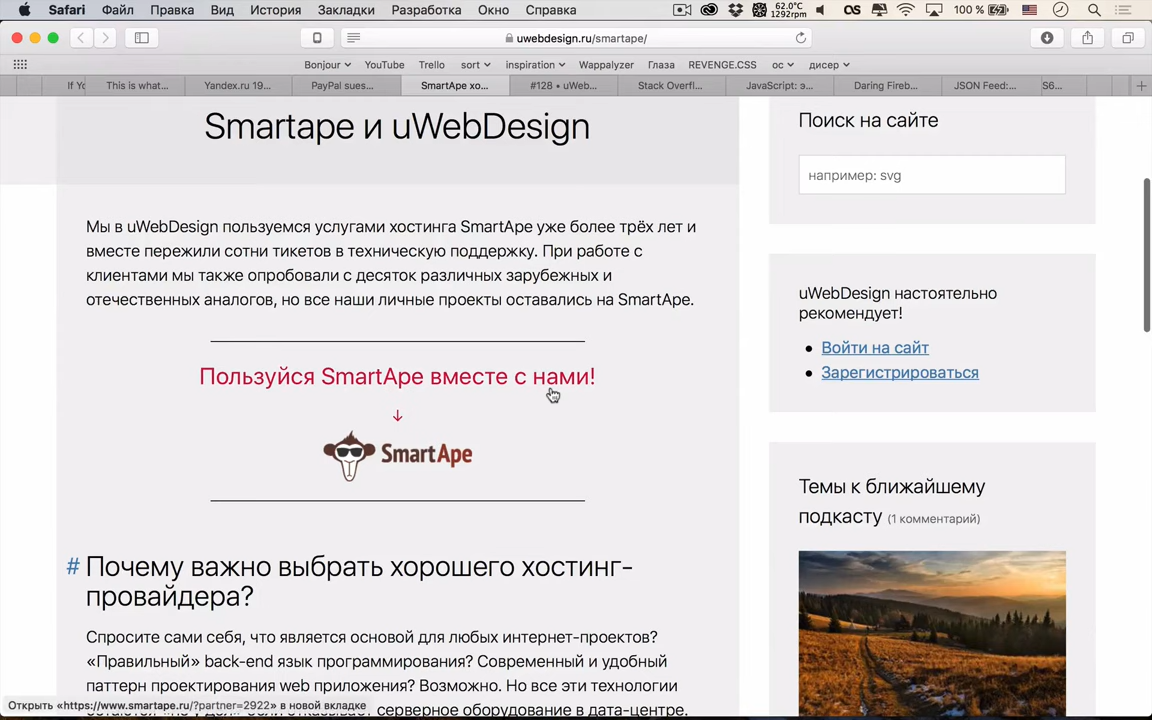 Safari Файл Правка Вид История Закладки Разработка Окно Справка
62.0°C
1292rpm
100 %
uwebdesign.ru/smartape/
Bonjour YouTube Trello sort inspiration Wappalyzer Глаза REVENGE.CSS ос дисер
If Yo This is what... Yandex.ru 19... PayPal sues... SmartApe хо... #128 • uWeb... Stack Overfl... JavaScript: э... Daring Fireb... JSON Feed:... S6...
Smartape и uWebDesign
Мы в uWebDesign пользуемся услугами хостинга SmartApe уже более трёх лет и
вместе пережили сотни тикетов в техническую поддержку. При работе с
клиентами мы также опробовали с десяток различных зарубежных и
отечественных аналогов, но все наши личные проекты оставались на SmartApe.
Пользуйся SmartApe вместе с нами!
↓
SmartApe
# Почему важно выбрать хорошего хостинг-
провайдера?
Спросите сами себя, что является основой для любых интернет-проектов?
«Правильный» back-end язык программирования? Современный и удобный
паттерн проектирования web приложения? Возможно. Но все эти технологии
серверное оборудование в дата-центре.
Открыть «https://www.smartape.ru/?partner=2922» в новой вкладке
Поиск на сайте
например: svg
uWebDesign настоятельно
рекомендует!
Войти на сайт
Зарегистрироваться
Темы к ближайшему
подкасту (1 комментарий)